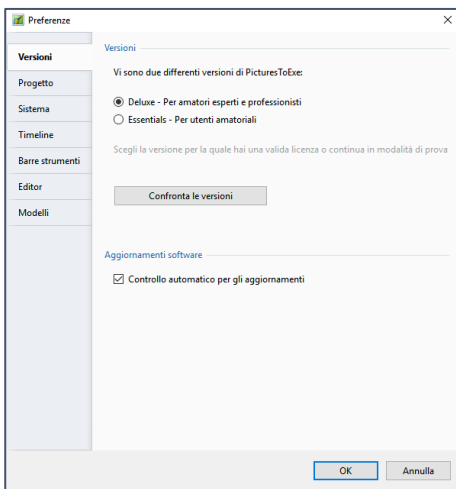 Preferenze
Versioni
Progetto
Sistema
Timeline
Barre strumenti
Editor
Modelli
Versioni
Vi sono due differenti versioni di PicturesToExe:
Deluxe - Per amatori esperti e professionisti
Essentials - Per utenti amatoriali
Scegli la versione per la quale hai una valida licenza o continua in modalità di prova
Confronta le versioni
Aggiornamenti software
Controllo automatico per gli aggiornamenti
OK
Annulla